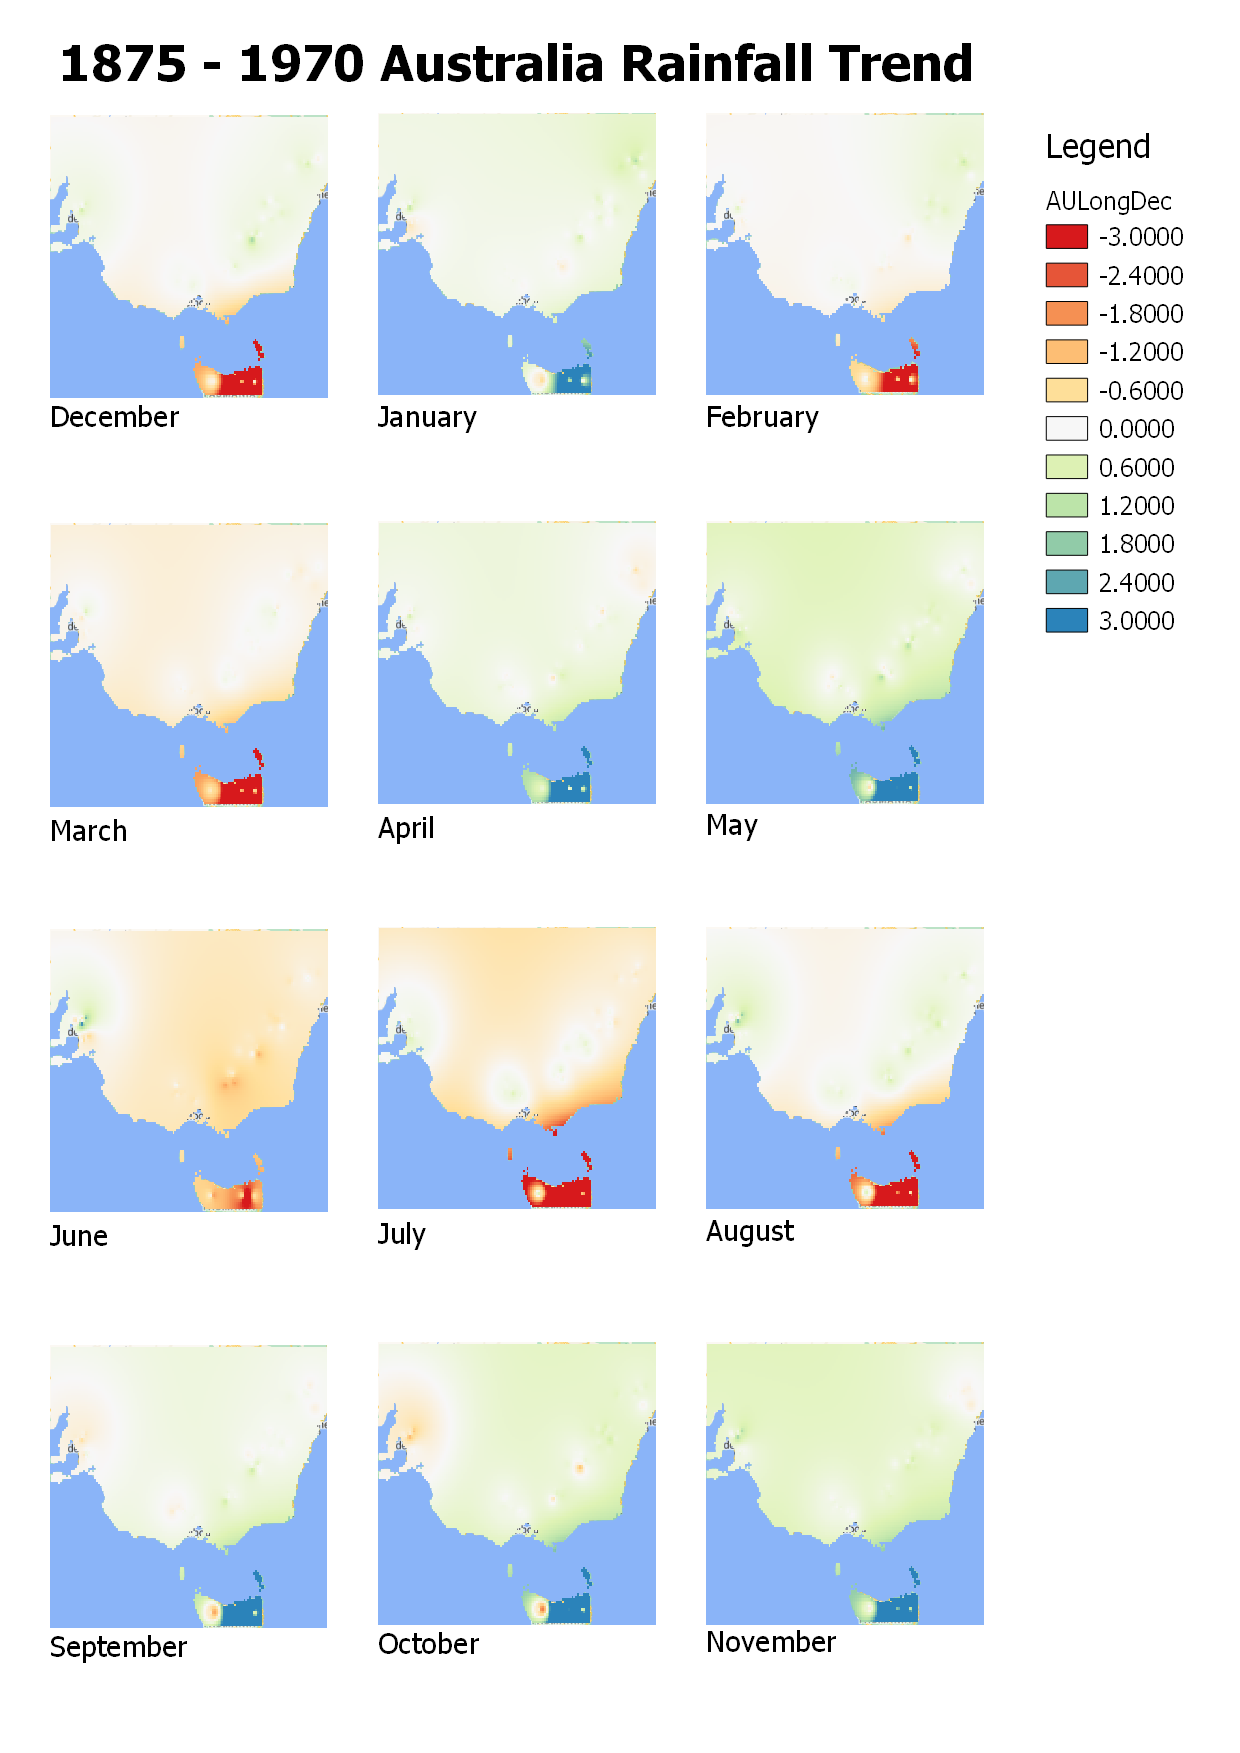 1875 - 1970 Australia Rainfall Trend
Legend
AULongDec
-3.0000
-2.4000
-1.8000
-1.2000
-0.6000
0.0000
0.6000
1.2000
1.8000
2.4000
3.0000
December
January
February
March
April
May
June
July
August
September
October
November